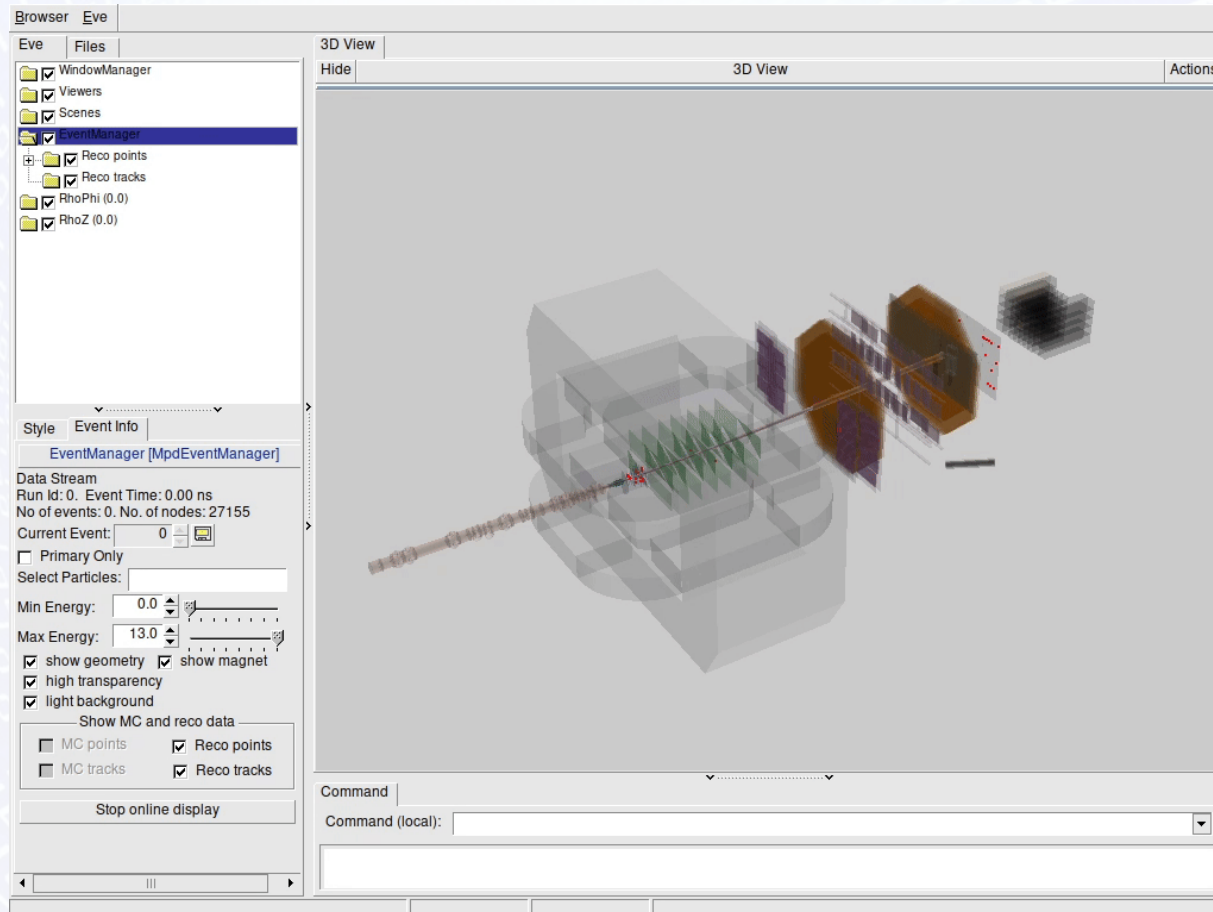 Browser Eve
Eve Files
WindowManager
Viewers
Scenes
EventManager
Reco points
Reco tracks
RhoPhi (0.0)
RhoZ (0.0)
Style Event Info
EventManager [MpdEventManager]
Data Stream
Run Id: 0. Event Time: 0.00 ns
No of events: 0. No. of nodes: 27155
Current Event: 0
Primary Only
Select Particles:
Min Energy: 0.0
Max Energy: 13.0
show geometry show magnet
high transparency
light background
Show MC and reco data
MC points Reco points
MC tracks Reco tracks
Stop online display
3D View
Hide 3D View Actions
Command
Command (local):